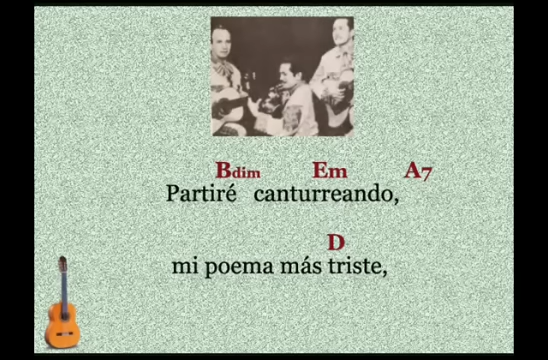 Bdim Em A7
Partiré canturreando,
D
mi poema más triste,